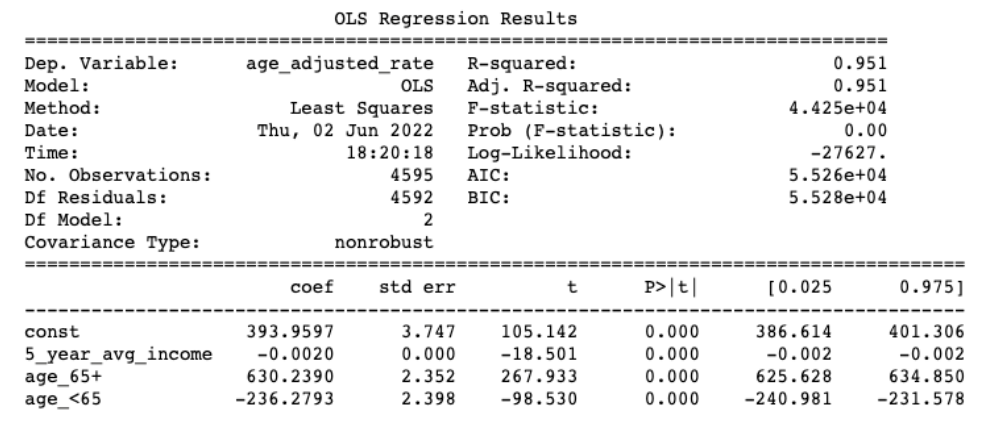 OLS Regression Results
==============================================================================
Dep. Variable: age_adjusted_rate R-squared: 0.951
Model: OLS Adj. R-squared: 0.951
Method: Least Squares F-statistic: 4.425e+04
Date: Thu, 02 Jun 2022 Prob (F-statistic): 0.00
Time: 18:20:18 Log-Likelihood: -27627.
No. Observations: 4595 AIC: 5.526e+04
Df Residuals: 4592 BIC: 5.528e+04
Df Model: 2
Covariance Type: nonrobust
=====================================================================================
coef std err t P>|t| [0.025 0.975]
-------------------------------------------------------------------------------------
const 393.9597 3.747 105.142 0.000 386.614 401.306
5_year_avg_income -0.0020 0.000 -18.501 0.000 -0.002 -0.002
age_65+ 630.2390 2.352 267.933 0.000 625.628 634.850
age_<65 -236.2793 2.398 -98.530 0.000 -240.981 -231.578